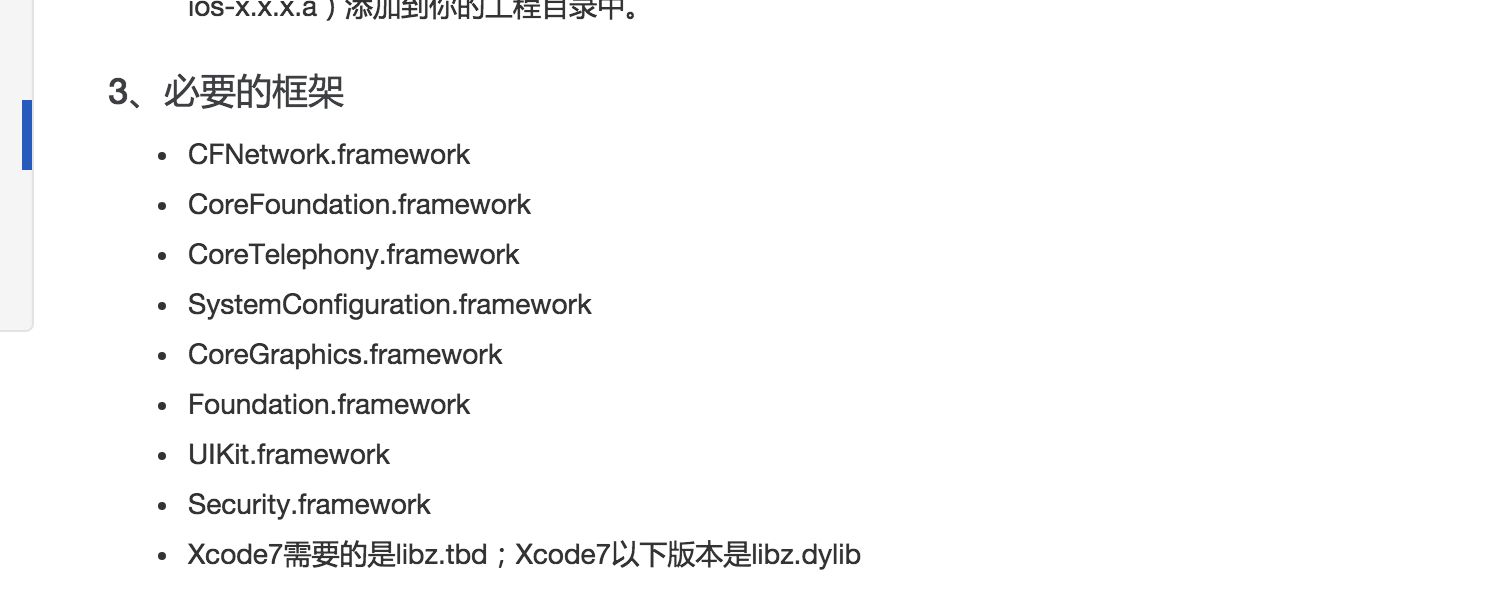 ios-x.x.x.a）添加到你的工程目录中。
3、必要的框架
• CFNetwork.framework
• CoreFoundation.framework
• CoreTelephony.framework
• SystemConfiguration.framework
• CoreGraphics.framework
• Foundation.framework
• UIKit.framework
• Security.framework
• Xcode7需要的是libz.tbd；Xcode7以下版本是libz.dylib